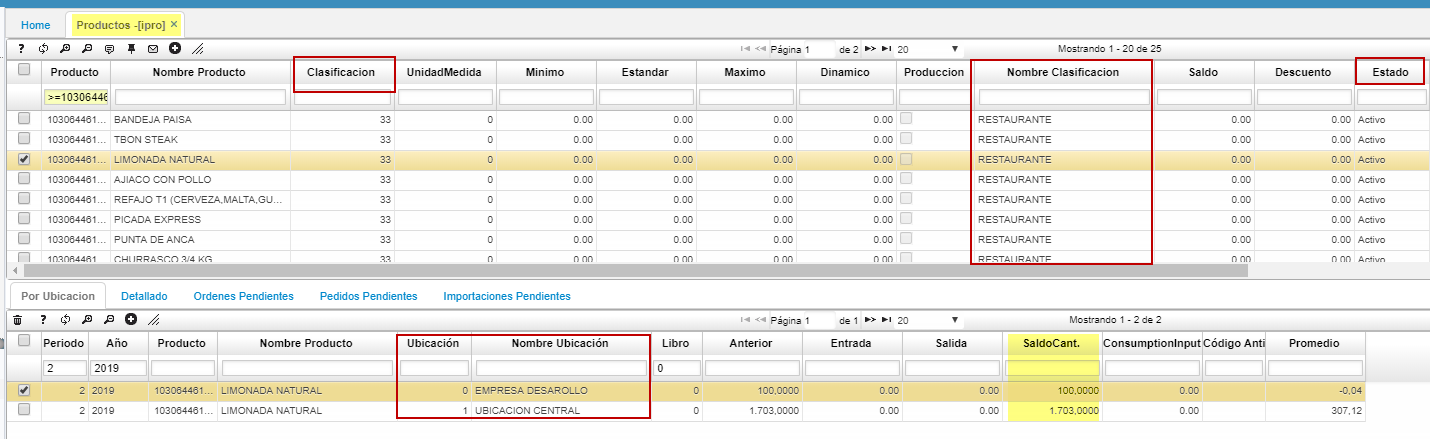 Home Productos -[ipro] ×
? Página 1 de 2 20 ▼ Mostrando 1 - 20 de 25
Producto Nombre Producto Clasificacion UnidadMedida Minimo Estandar Maximo Dinamico Produccion Nombre Clasificacion Saldo Descuento Estado
>=1030644
103064461... BANDEJA PAISA 33 0 0.00 0.00 0.00 0.00 RESTAURANTE 0.00 0.00 Activo
103064461... TBON STEAK 33 0 0.00 0.00 0.00 0.00 RESTAURANTE 0.00 0.00 Activo
103064461... LIMONADA NATURAL 33 0 0.00 0.00 0.00 0.00 RESTAURANTE 0.00 0.00 Activo
103064461... AJIACO CON POLLO 33 0 0.00 0.00 0.00 0.00 RESTAURANTE 0.00 0.00 Activo
103064461... REFAJO T1 (CERVEZA,MALTA,GU... 33 0 0.00 0.00 0.00 0.00 RESTAURANTE 0.00 0.00 Activo
103064461... PICADA EXPRESS 33 0 0.00 0.00 0.00 0.00 RESTAURANTE 0.00 0.00 Activo
103064461... PUNTA DE ANCA 33 0 0.00 0.00 0.00 0.00 RESTAURANTE 0.00 0.00 Activo
103064461... CHURRASCO 3/4 KG 33 0 0.00 0.00 0.00 0.00 RESTAURANTE 0.00 0.00 Activo
Por Ubicacion Detallado Ordenes Pendientes Pedidos Pendientes Importaciones Pendientes
? Página 1 de 1 20 ▼ Mostrando 1 - 2 de 2
Periodo Año Producto Nombre Producto Ubicación Nombre Ubicación Libro Anterior Entrada Salida SaldoCant. ConsumptionInput Código Anti Promedio
2 2019 0
2 2019 103064461... LIMONADA NATURAL 0 EMPRESA DESAROLLO 0 100,0000 0.00 0.00 100,0000 0.00 -0,04
2 2019 103064461... LIMONADA NATURAL 1 UBICACION CENTRAL 0 1.703,0000 0.00 0.00 1.703,0000 0.00 307,12